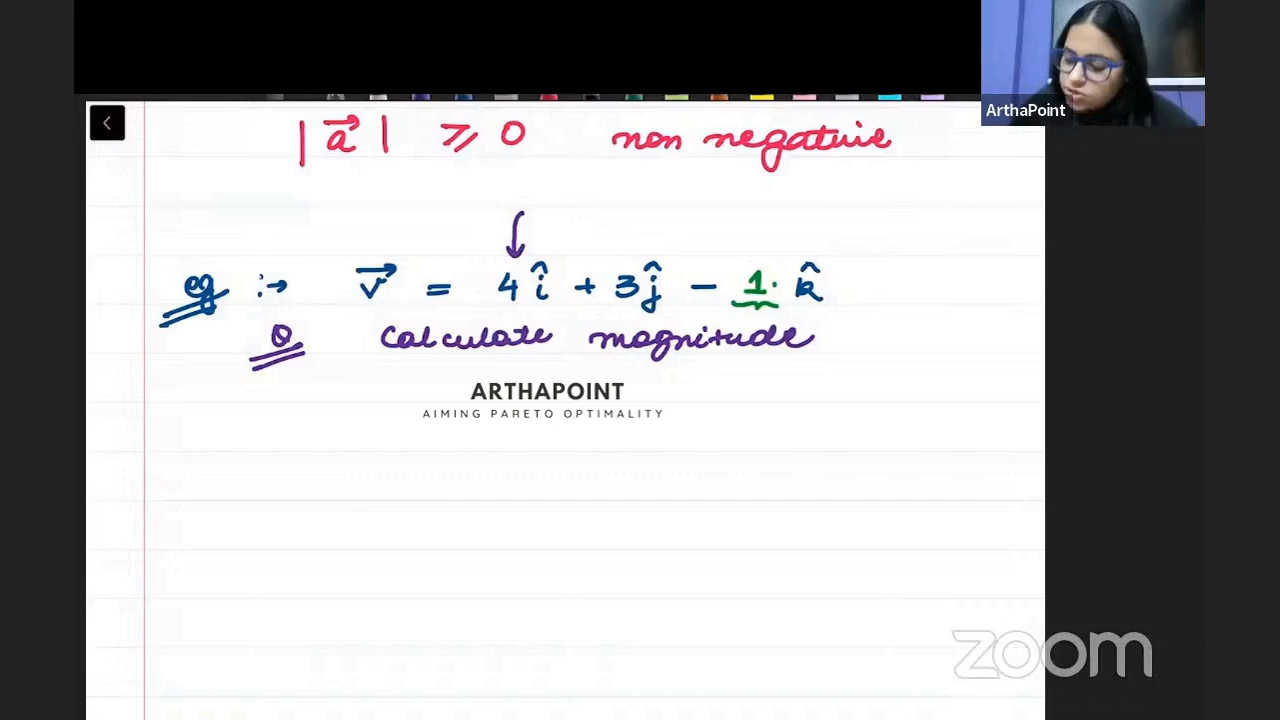 ArthaPoint
|a⃗| ⩾ 0 non negative
eg :→ v⃗ = 4î + 3ĵ - 1. k̂
Q Calculate magnitude
ARTHAPOINT
AIMING PARETO OPTIMALITY
zoom